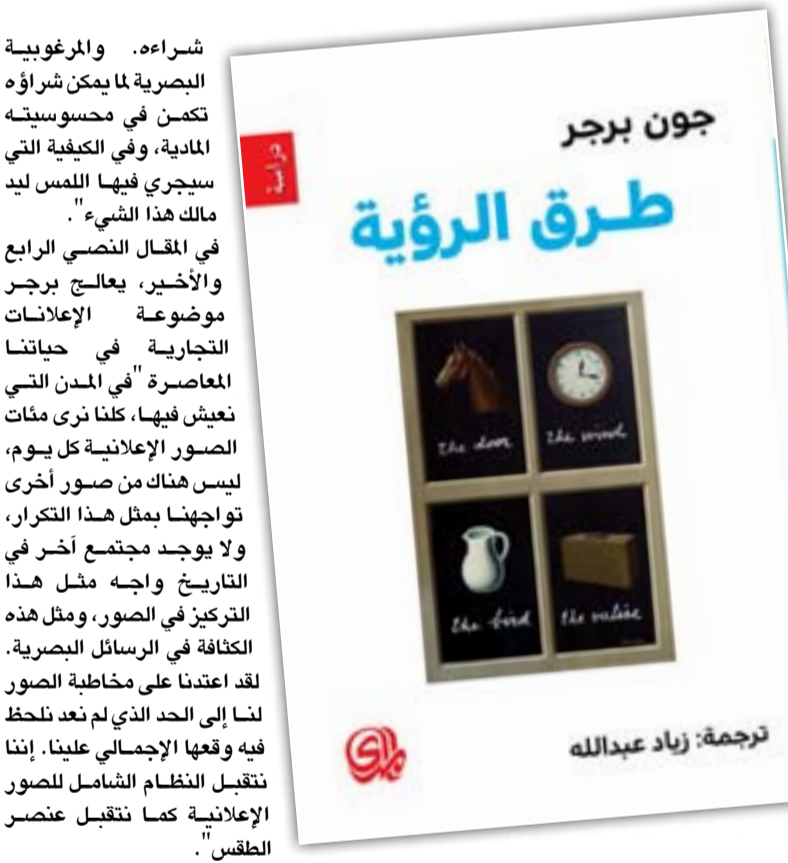 شراءه. والمرغوبية
البصرية لما يمكن شراؤه
تكمن في محسوسيته
المادية، وفي الكيفية التي
سيجري فيها اللمس ليد
مالك هذا الشيء".
في المقال النصي الرابع
والأخير، يعالج برجر
موضوعة الإعلانات
التجارية في حياتنا
المعاصرة "في المدن التي
نعيش فيها، كلنا نرى مئات
الصور الإعلانية كل يوم،
ليس هناك من صور أخرى
تواجهنا بمثل هذا التكرار،
ولا يوجد مجتمع آخر في
التاريخ واجه مثل هذا
التركيز في الصور، ومثل هذه
الكثافة في الرسائل البصرية.
لقد اعتدنا على مخاطبة الصور
لنا إلى الحد الذي لم نعد نلحظ
فيه وقعها الإجمالي علينا. إننا
نتقبل النظام الشامل للصور
الإعلانية كما نتقبل عنصر
الطقس".
جون برجر
دراسة
طرق الرؤية
the door
the wind
the bird
the valise
ترجمة: زياد عبدالله